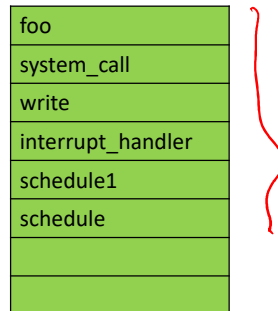 foo
system_call
write
interrupt_handler
schedule1
schedule